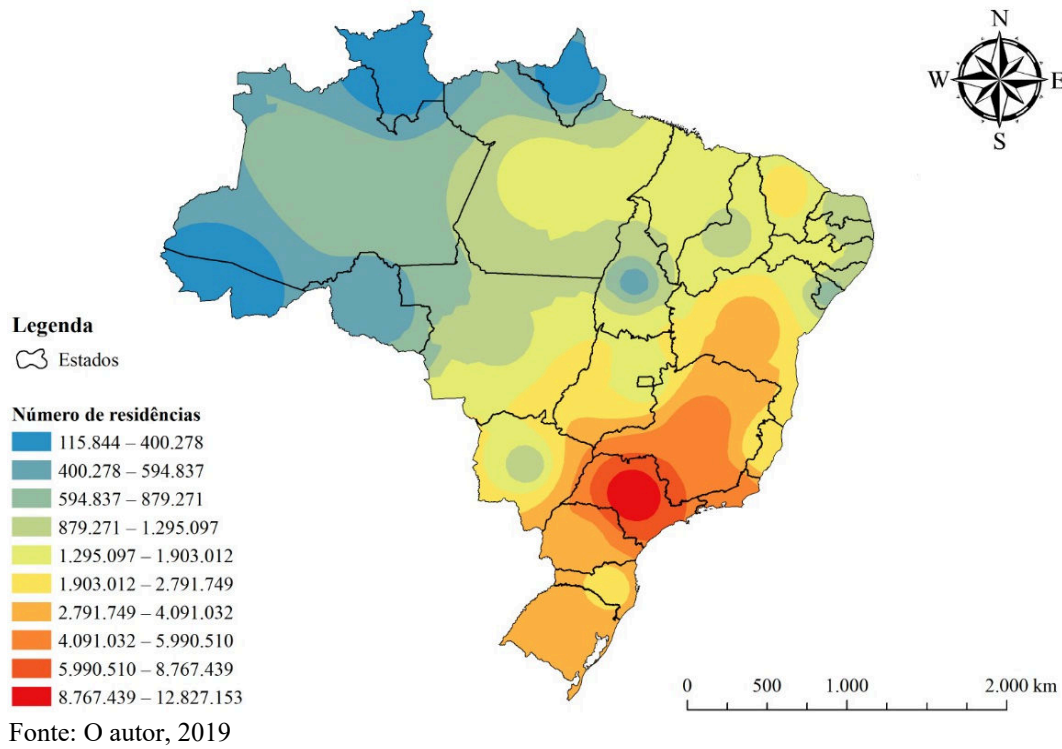 N
W E
S
Legenda
Estados
Número de residências
115.844 – 400.278
400.278 – 594.837
594.837 – 879.271
879.271 – 1.295.097
1.295.097 – 1.903.012
1.903.012 – 2.791.749
2.791.749 – 4.091.032
4.091.032 – 5.990.510
5.990.510 – 8.767.439
8.767.439 – 12.827.153
0 500 1.000 2.000 km
Fonte: O autor, 2019